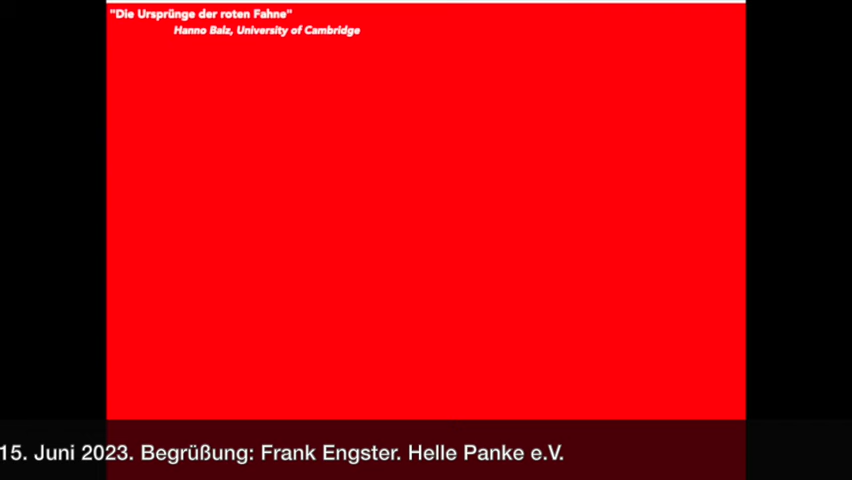 "Die Ursprünge der roten Fahne"
Hanno Balz, University of Cambridge
15. Juni 2023. Begrüßung: Frank Engster. Helle Panke e.V.